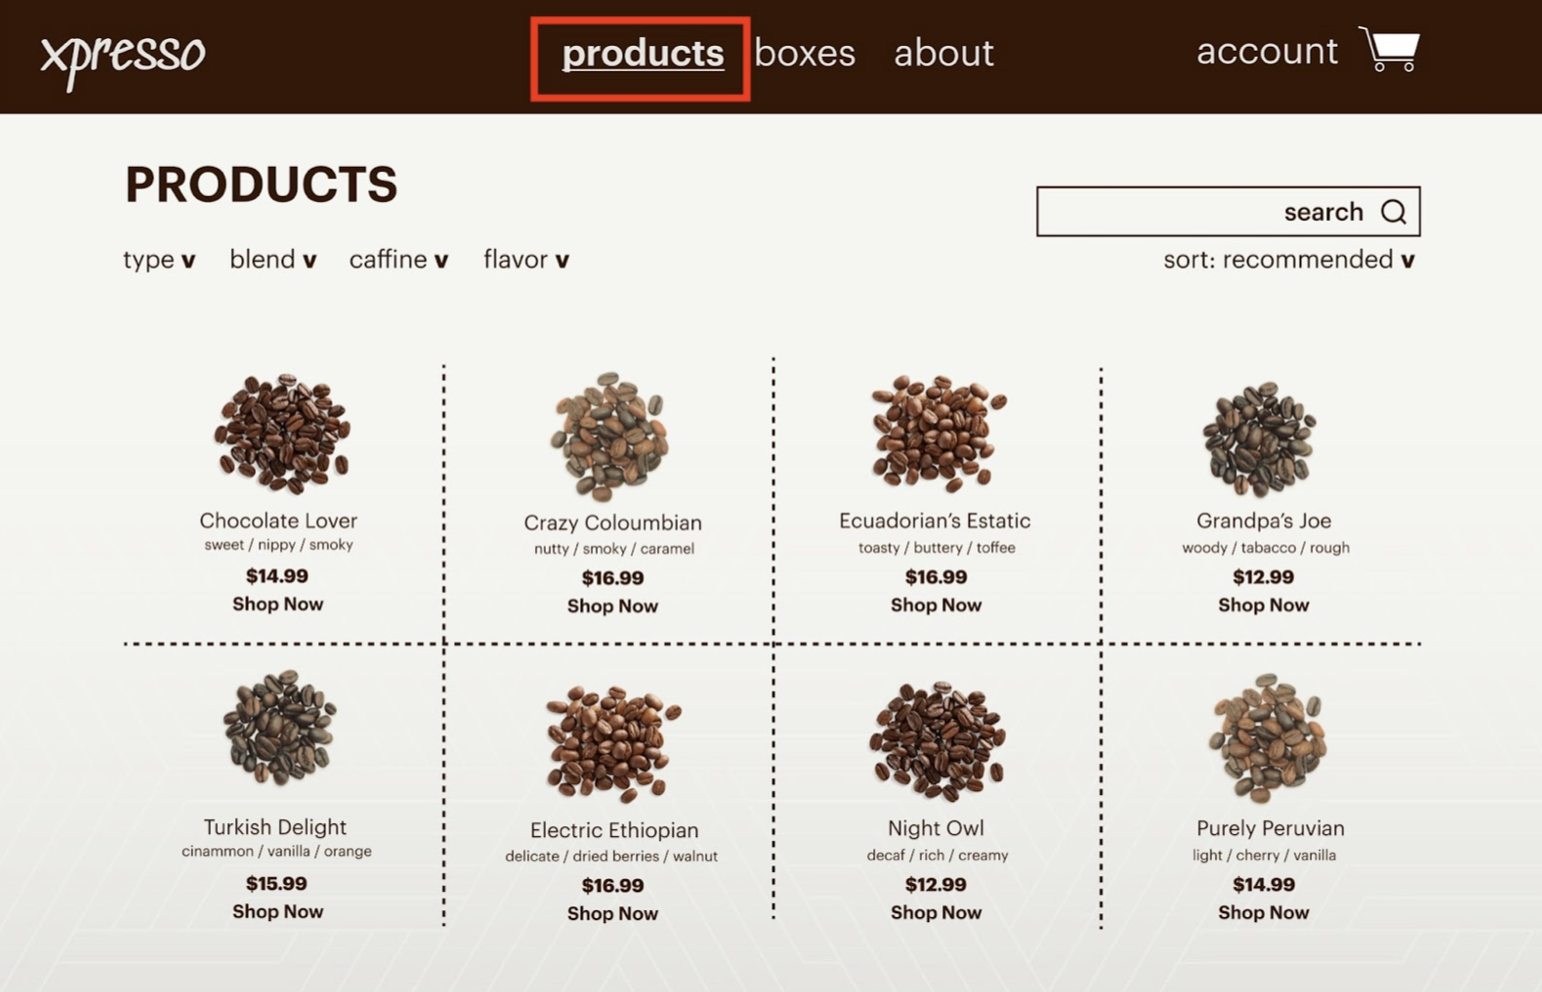 xpresso
products boxes about account
PRODUCTS
search
type v blend v caffine v flavor v
sort: recommended v
Chocolate Lover
sweet / nippy / smoky
$14.99
Shop Now
Crazy Coloumbian
nutty / smoky / caramel
$16.99
Shop Now
Ecuadorian's Estatic
toasty / buttery / toffee
$16.99
Shop Now
Grandpa's Joe
woody / tabacco / rough
$12.99
Shop Now
Turkish Delight
cinammon / vanilla / orange
$15.99
Shop Now
Electric Ethiopian
delicate / dried berries / walnut
$16.99
Shop Now
Night Owl
decaf / rich / creamy
$12.99
Shop Now
Purely Peruvian
light / cherry / vanilla
$14.99
Shop Now